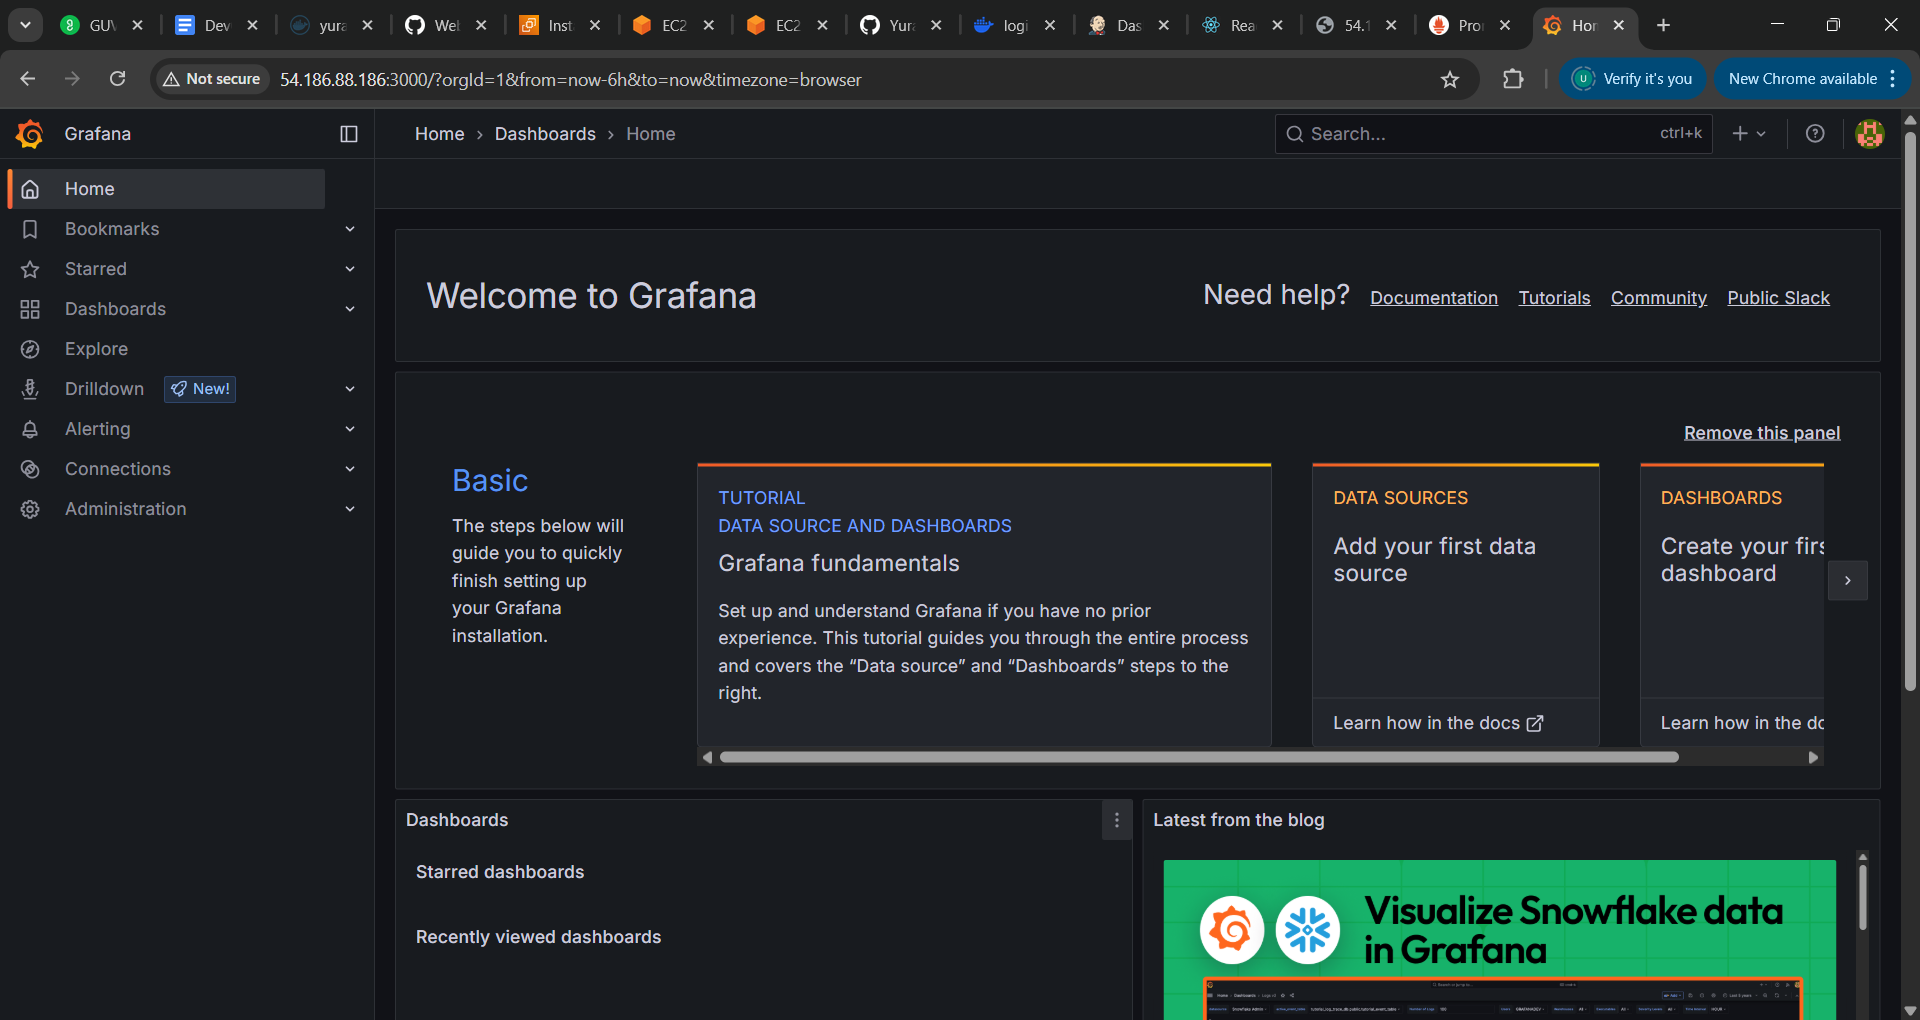 GUV
Dev
yura
Web
Inst
EC2
EC2
Yura
logi
Das
Rea
54.1
Pro
Hom
Not secure
54.186.88.186:3000/?orgId=1&from=now-6h&to=now&timezone=browser
U
Verify it's you
New Chrome available
Grafana
Home › Dashboards › Home
Search...
ctrl+k
Home
Bookmarks
Starred
Dashboards
Explore
Drilldown
New!
Alerting
Connections
Administration
Welcome to Grafana
Need help?
Documentation
Tutorials
Community
Public Slack
Remove this panel
Basic
The steps below will
guide you to quickly
finish setting up
your Grafana
installation.
TUTORIAL
DATA SOURCE AND DASHBOARDS
Grafana fundamentals
Set up and understand Grafana if you have no prior
experience. This tutorial guides you through the entire process
and covers the “Data source” and “Dashboards” steps to the
right.
DATA SOURCES
Add your first data
source
Learn how in the docs
DASHBOARDS
Create your firs
dashboard
Learn how in the do
Dashboards
Starred dashboards
Recently viewed dashboards
Latest from the blog
Visualize Snowflake data
in Grafana